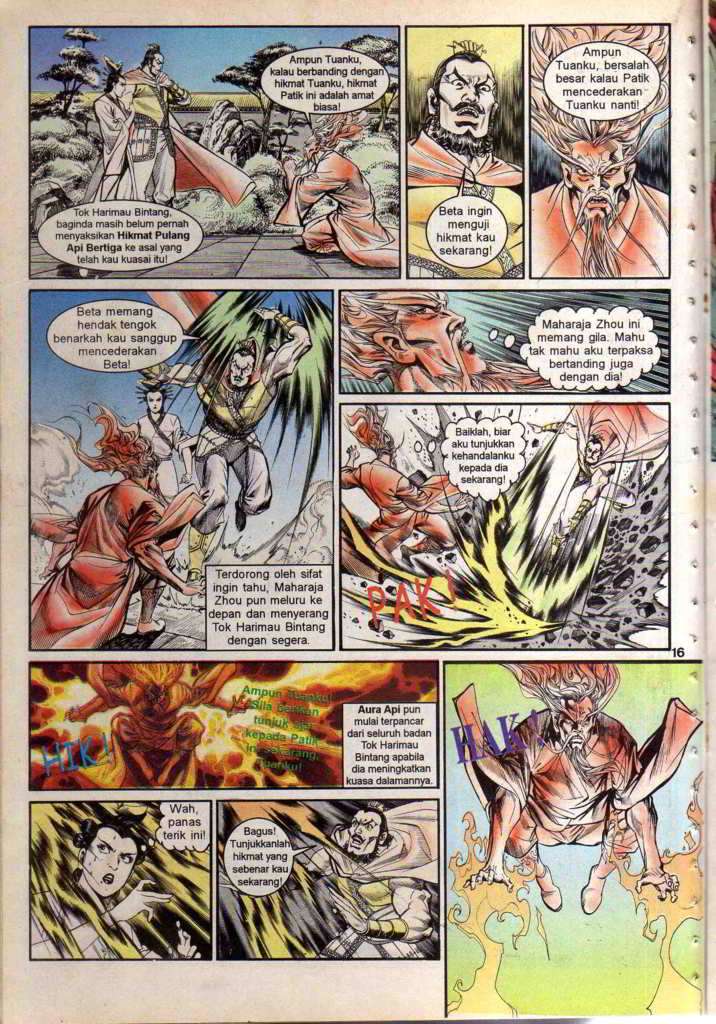 Ampun Tuanku,
kalau berbanding dengan
hikmat Tuanku, hikmat
Patik ini adalah amat
biasa!
Tok Harimau Bintang,
baginda masih belum pernah
menyaksikan Hikmat Pulang
Api Bertiga ke asal yang
telah kau kuasai itu!
Beta ingin
menguji
hikmat kau
sekarang!
Ampun
Tuanku, bersalah
besar kalau Patik
mencederakan
Tuanku nanti!
Beta memang
hendak tengok
benarkah kau sanggup
mencederakan
Beta!
Terdorong oleh sifat
ingin tahu, Maharaja
Zhou pun meluru ke
depan dan menyerang
Tok Harimau Bintang
dengan segera.
Maharaja Zhou ini
memang gila. Mahu
tak mahu aku terpaksa
bertanding juga
dengan dia!
Baiklah, biar
aku tunjukkan
kehandalanku
kepada dia
sekarang!
PAK!
16
HIK!
Ampun Tuanku!
Sila berikan
tunjuk ajar
kepada Patik
ini sekarang,
Tuanku!
Aura Api pun
mulai terpancar
dari seluruh badan
Tok Harimau
Bintang apabila
dia meningkatkan
kuasa dalamannya.
HAK!
Wah,
panas
terik ini!
Bagus!
Tunjukkanlah
hikmat yang
sebenar kau
sekarang!